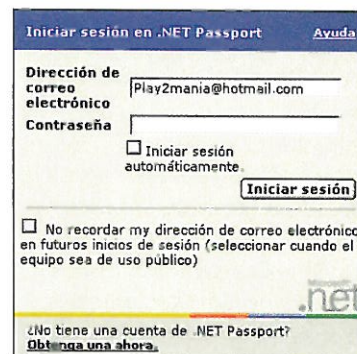 Iniciar sesión en .NET Passport Ayuda
Dirección de
correo
electrónico
Play2mania@hotmail.com
Contraseña
Iniciar sesión
automáticamente.
Iniciar sesión
No recordar my dirección de correo electrónico
en futuros inicios de sesión (seleccionar cuando el
equipo sea de uso público)
.net
¿No tiene una cuenta de .NET Passport?
Obtenga una ahora.